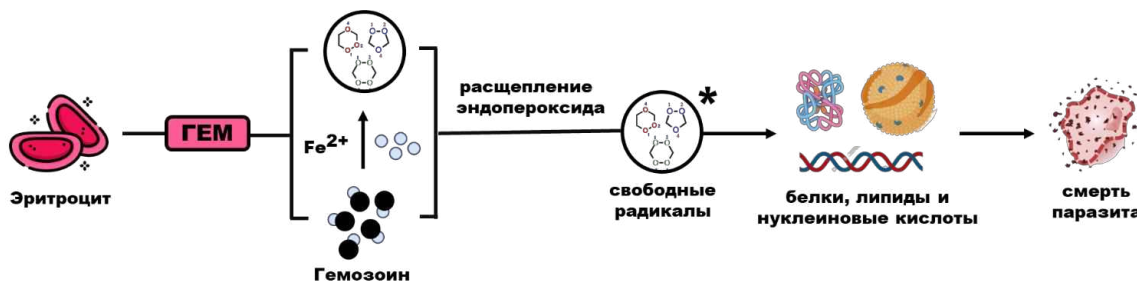 Эритроцит
ГЕМ
Fe2+
Гемозоин
расщепление
эндопероксида
*
свободные
радикалы
белки, липиды и
нуклеиновые кислоты
смерть
паразита